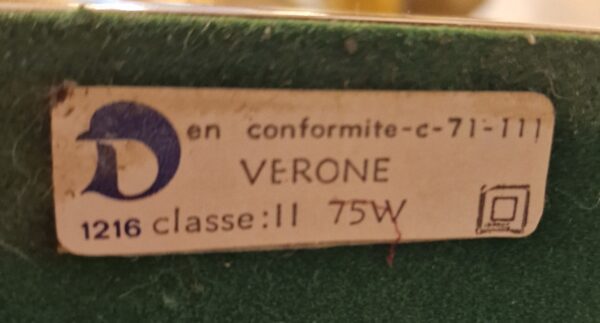 D en conformite-c-71-111
VERONE
1216 classe:II 75W